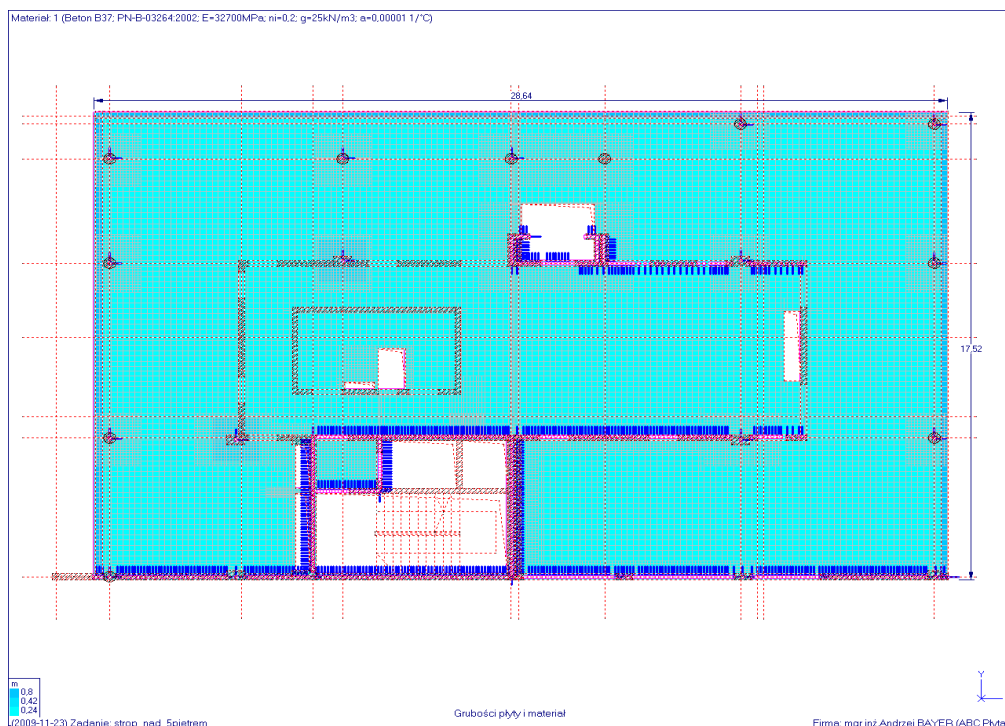 Materiał: 1 (Beton B37; PN-B-03264:2002; E=32700MPa; ni=0,2; g=25kN/m3; a=0,00001 1/°C)
28,64
17,52
m
0,8
0,42
0,24
Y
X
Grubości płyty i materiał
(2009-11-23) Zadanie: strop_nad_5pietrem
Firma: mgr inż.Andrzej BAYER (ABC Płyta